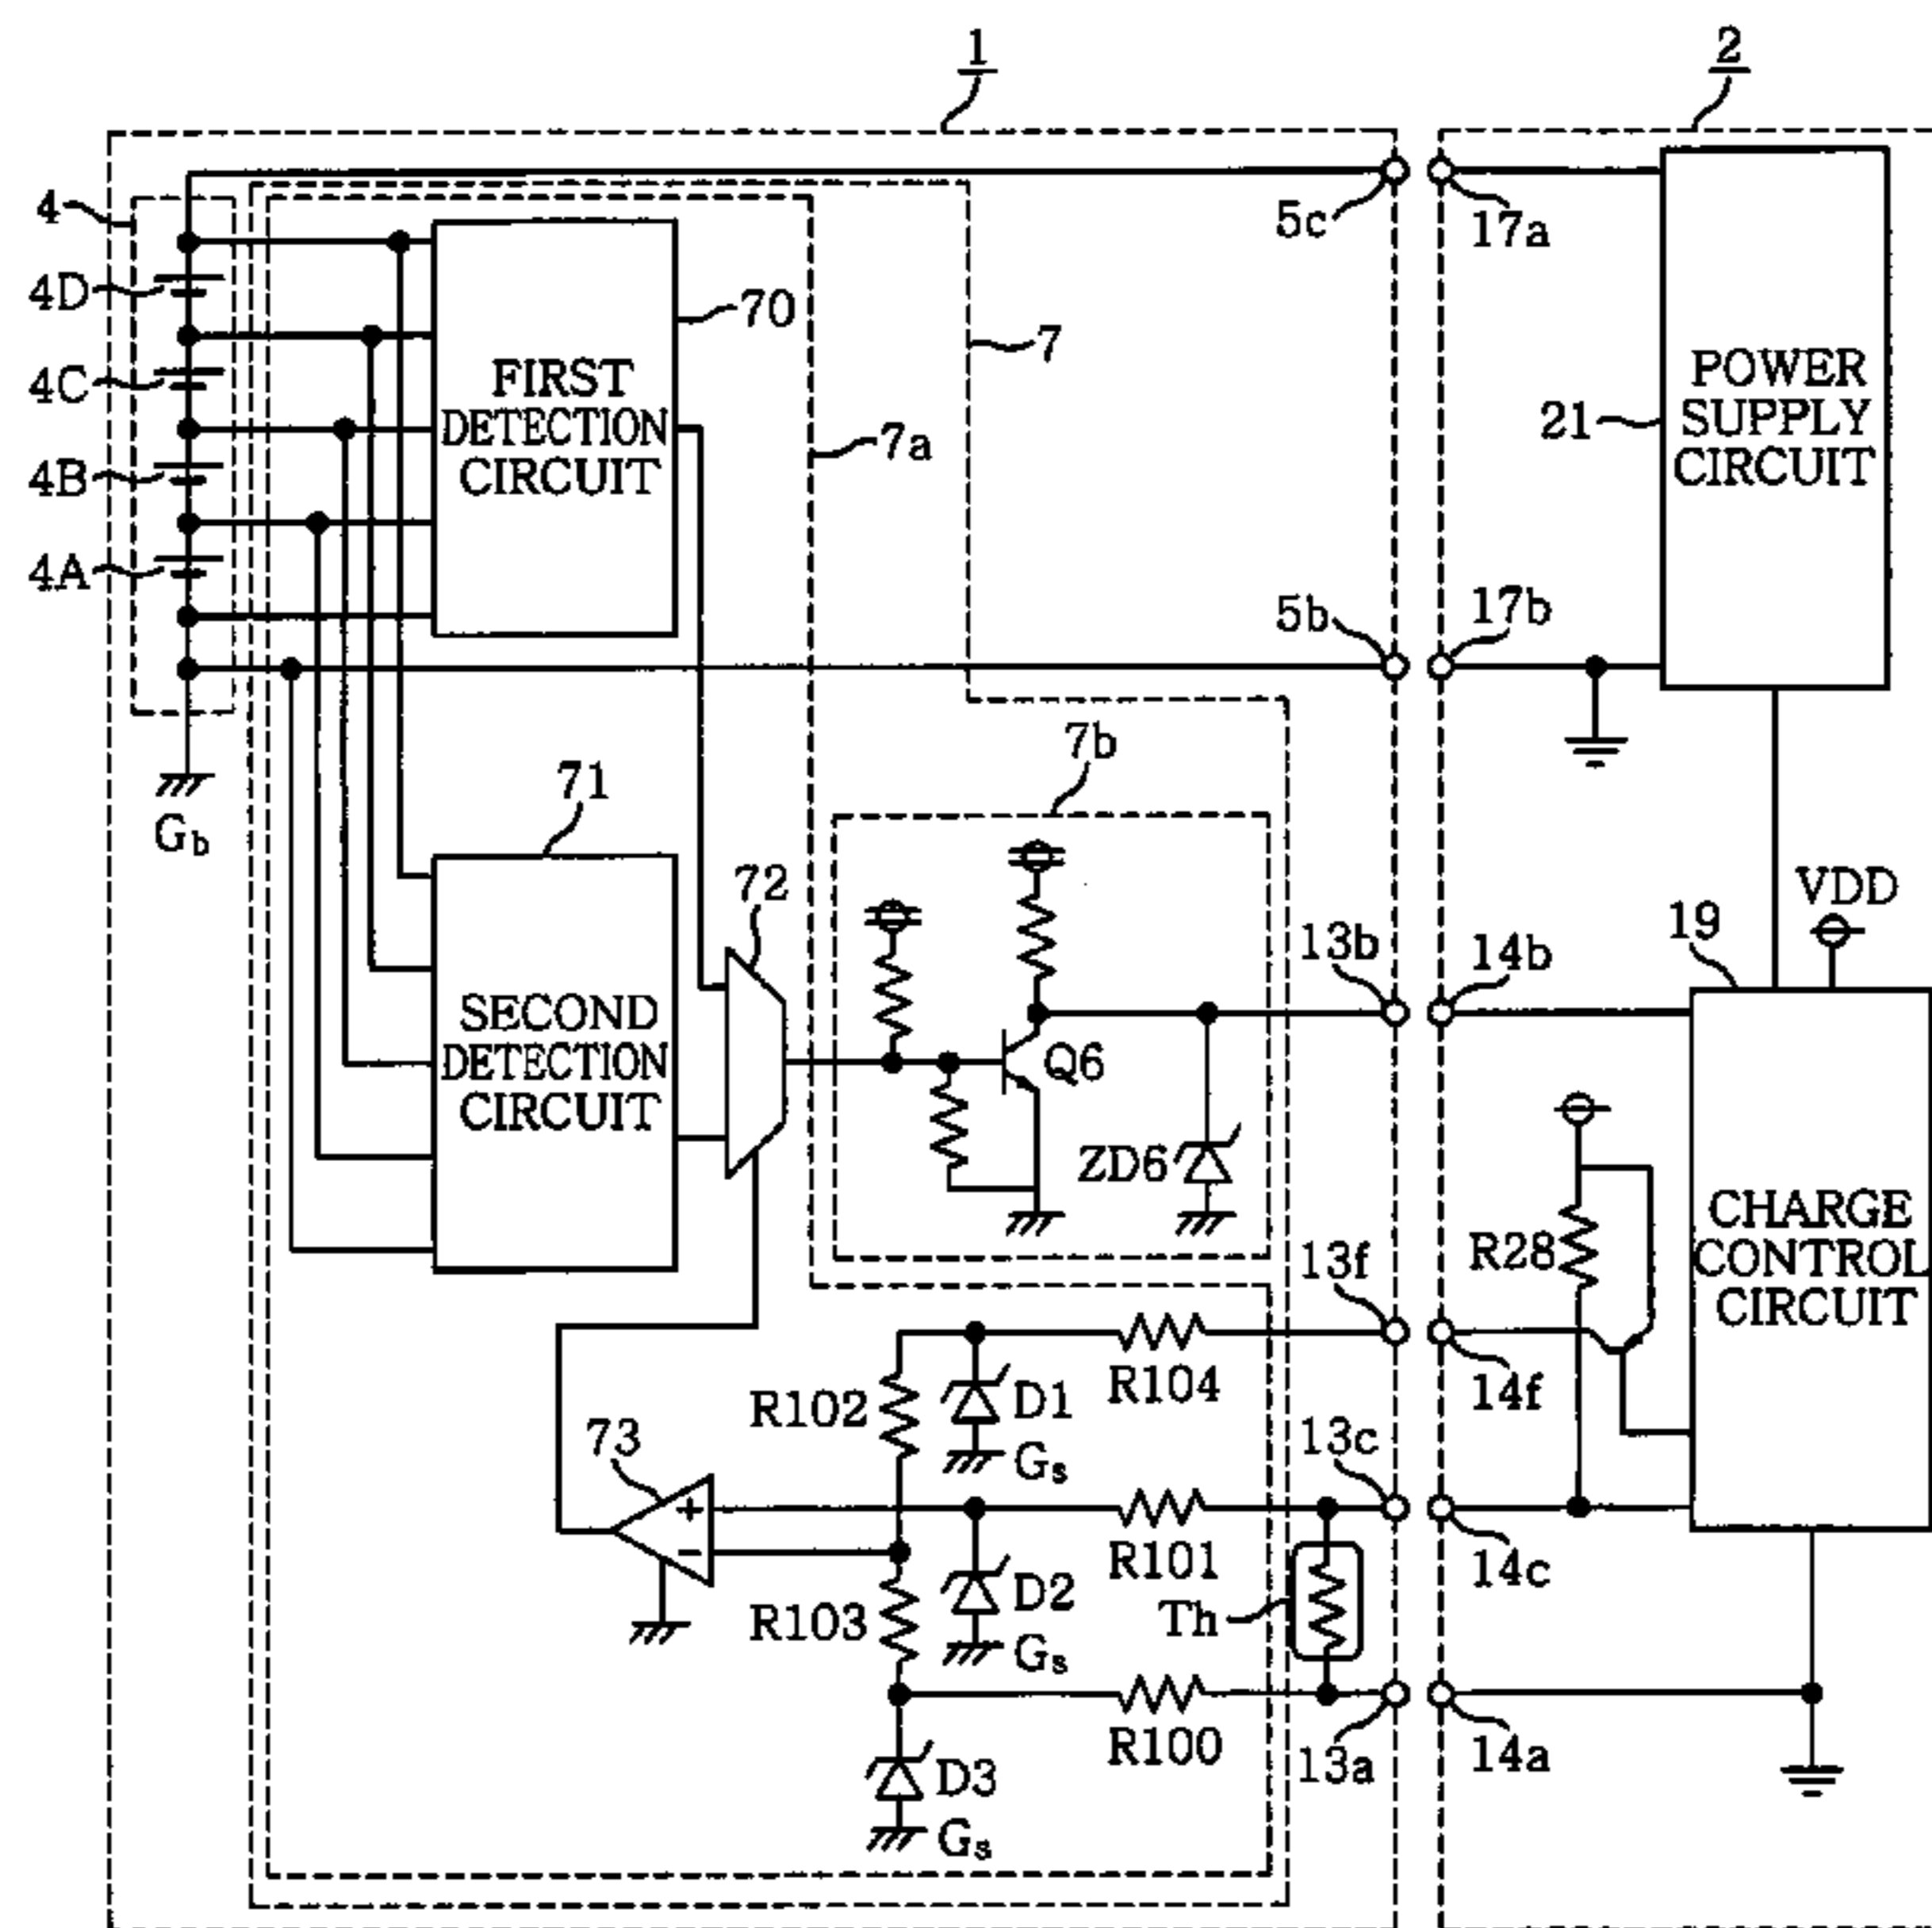 1
2
4
5c
17a
4D
70
FIRST
DETECTION
CIRCUIT
7
POWER
SUPPLY
CIRCUIT
4C
7a
21
4B
4A
5b
17b
Gb
71
7b
72
VDD
19
13b
14b
SECOND
DETECTION
CIRCUIT
Q6
ZD6
CHARGE
CONTROL
CIRCUIT
R28
13f
14f
R102
D1
R104
Gs
73
13c
+
−
R101
14c
D2
Th
R103
Gs
R100
13a
14a
D3
Gs